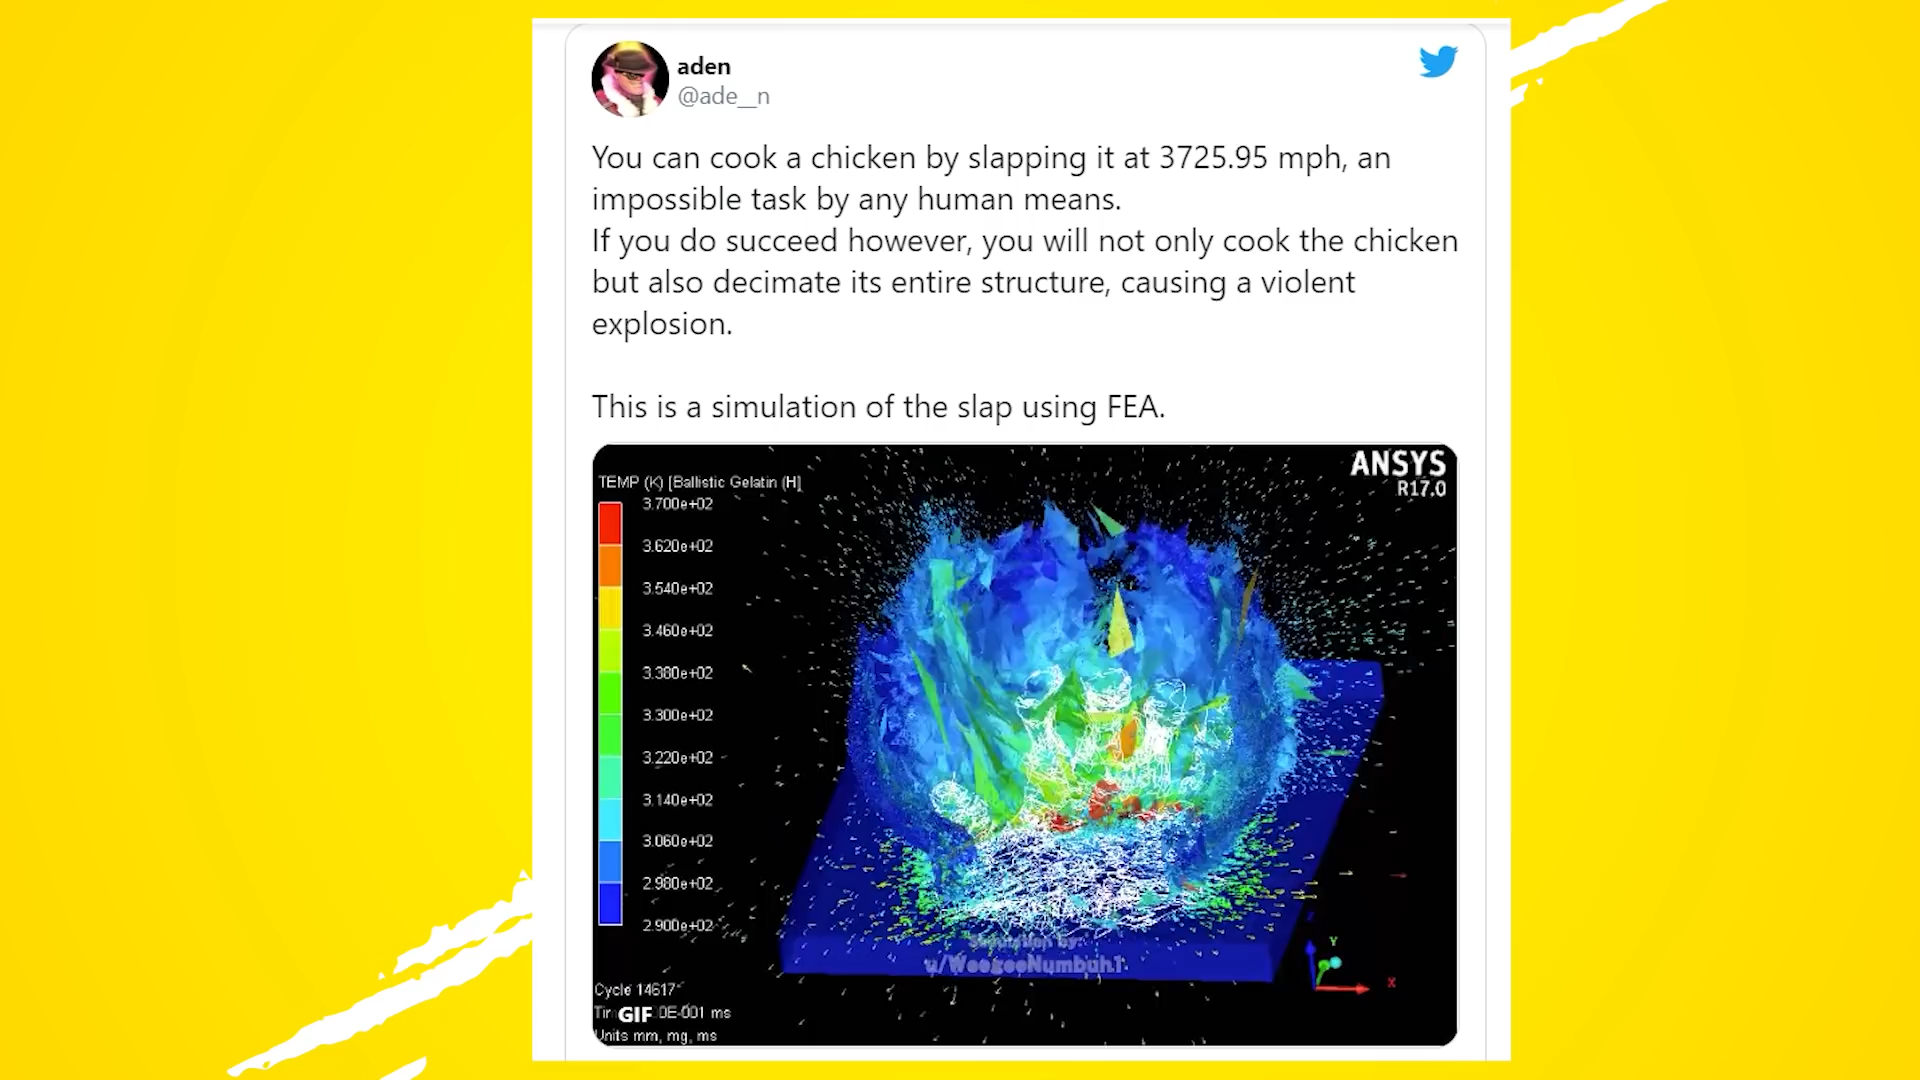 aden
@ade__n
You can cook a chicken by slapping it at 3725.95 mph, an
impossible task by any human means.
If you do succeed however, you will not only cook the chicken
but also decimate its entire structure, causing a violent
explosion.
This is a simulation of the slap using FEA.
ANSYS
R17.0
TEMP (K) [Ballistic Gelatin (H]
3.700e+02
3.620e+02
3.540e+02
3.460e+02
3.380e+02
3.300e+02
3.220e+02
3.140e+02
3.060e+02
2.980e+02
2.900e+02
Simulation by:
u/WoogooNumbuh1
Y
X
Cycle 14617
GIF 0E-001 ms
Units mm, mg, ms